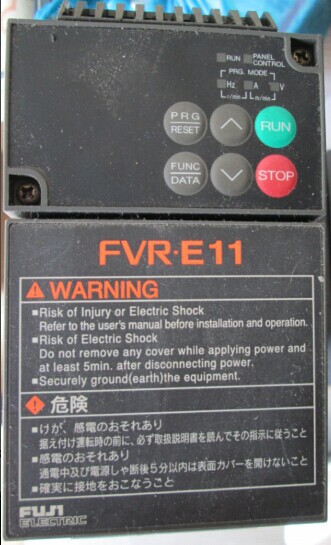 RUN PANEL CONTROL
PRG. MODE
Hz A V
r/min m/min
PRG RESET
RUN
FUNC DATA
STOP
FVR·E11
WARNING
■Risk of Injury or Electric Shock
Refer to the user's manual before installation and operation.
■Risk of Electric Shock
Do not remove any cover while applying power and
at least 5min. after disconnecting power.
■Securely ground(earth)the equipment.
危険
■けが、感電のおそれあり
据え付け運転時の前に、必ず取扱説明書を読んでその指示に従うこと
■感電のおそれあり
通電中及び電源しゃ断後5分以内は表面カバーを開けないこと
■確実に接地をおこなうこと
FUJI
ELECTRIC